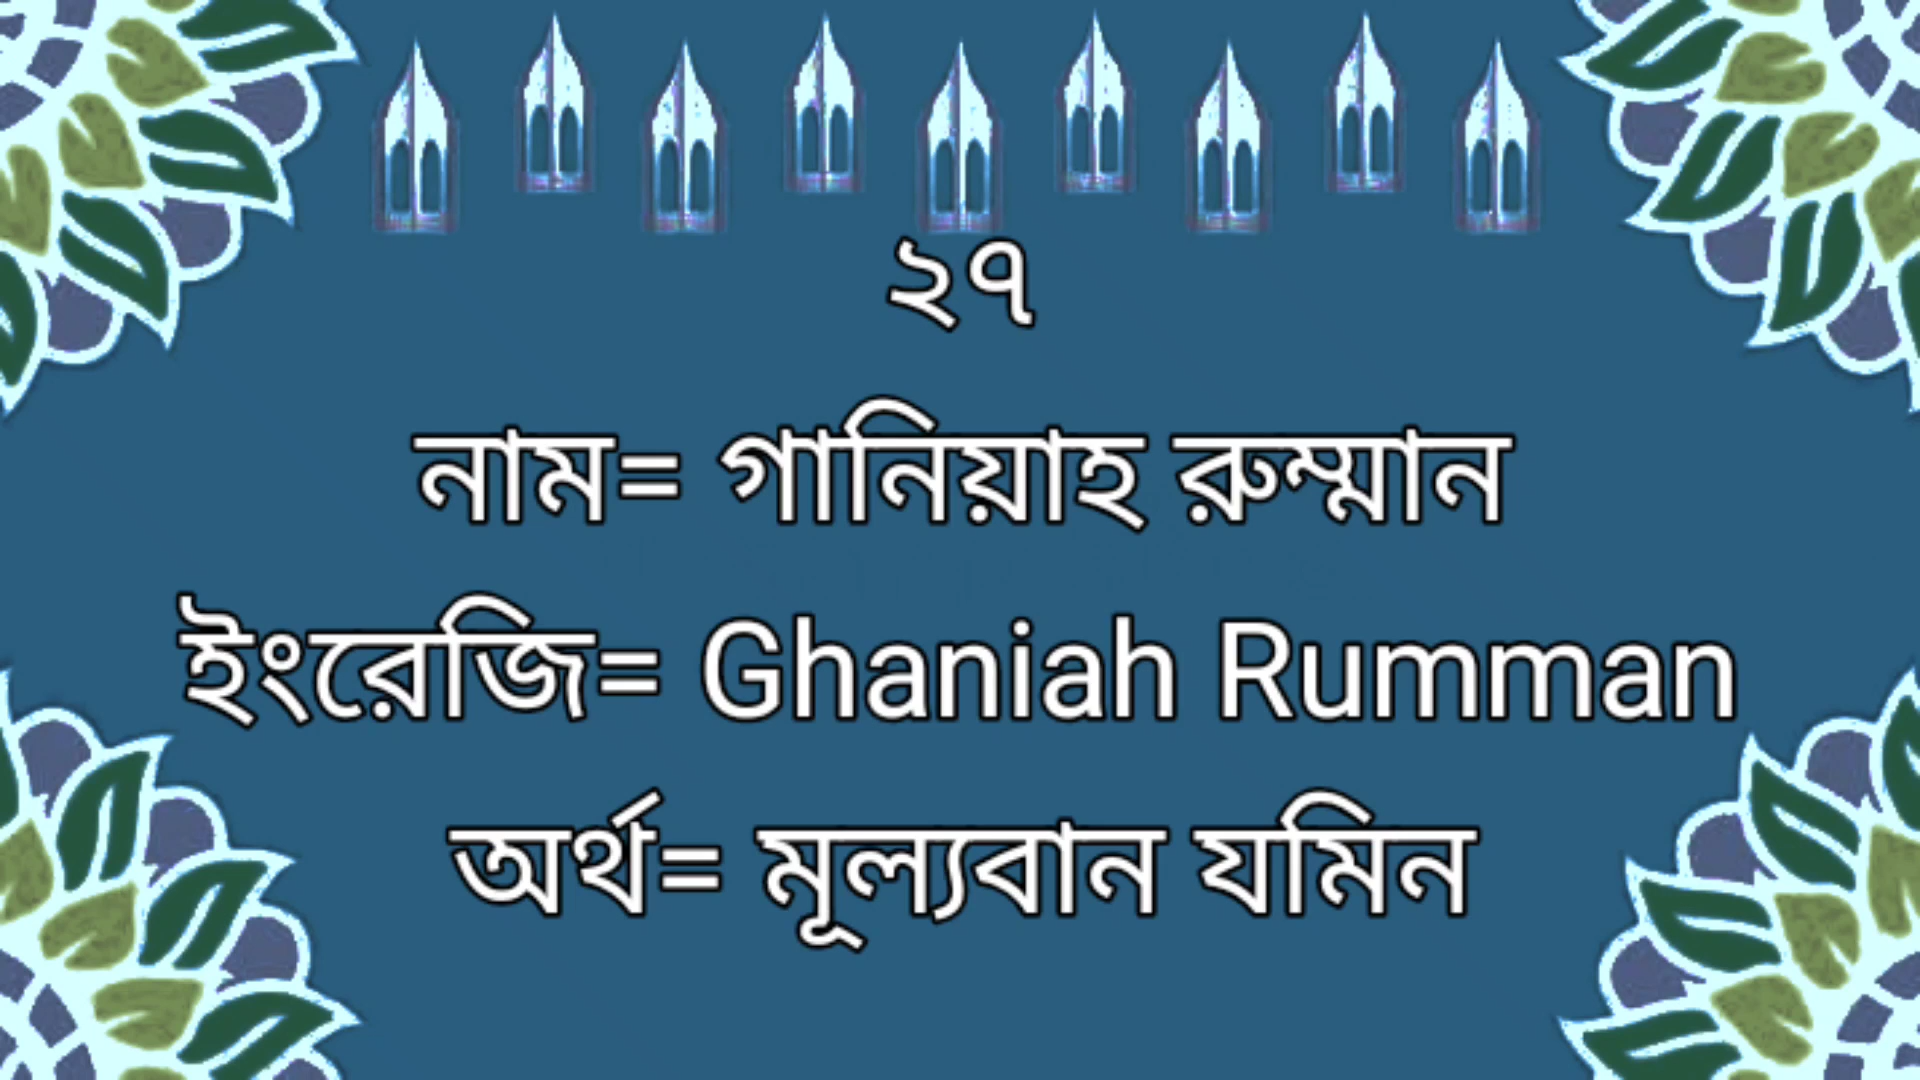 ২৭
নাম= গানিয়াহ রুম্মান
ইংরেজি= Ghaniah Rumman
অর্থ= মূল্যবান যমিন